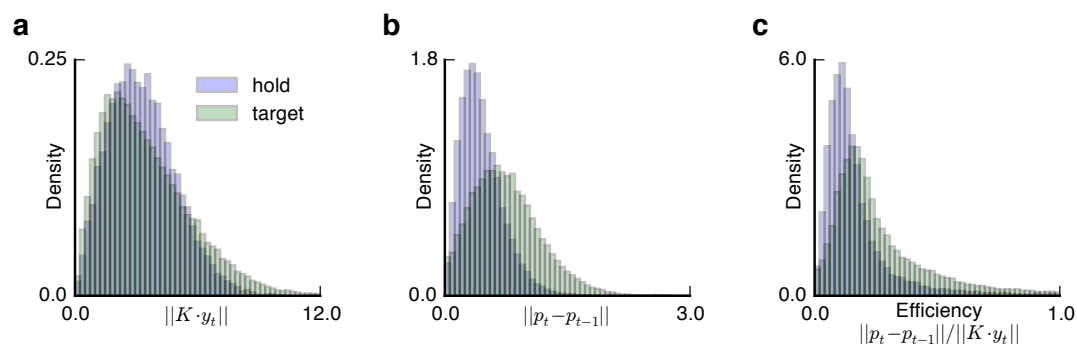 a
0.25
hold
target
Density
0.0
0.0
||K·y_t||
12.0
b
1.8
Density
0.0
0.0
||p_t−p_{t−1}||
3.0
c
6.0
Density
0.0
0.0
Efficiency
1.0
||p_t−p_{t−1}||/||K·y_t||